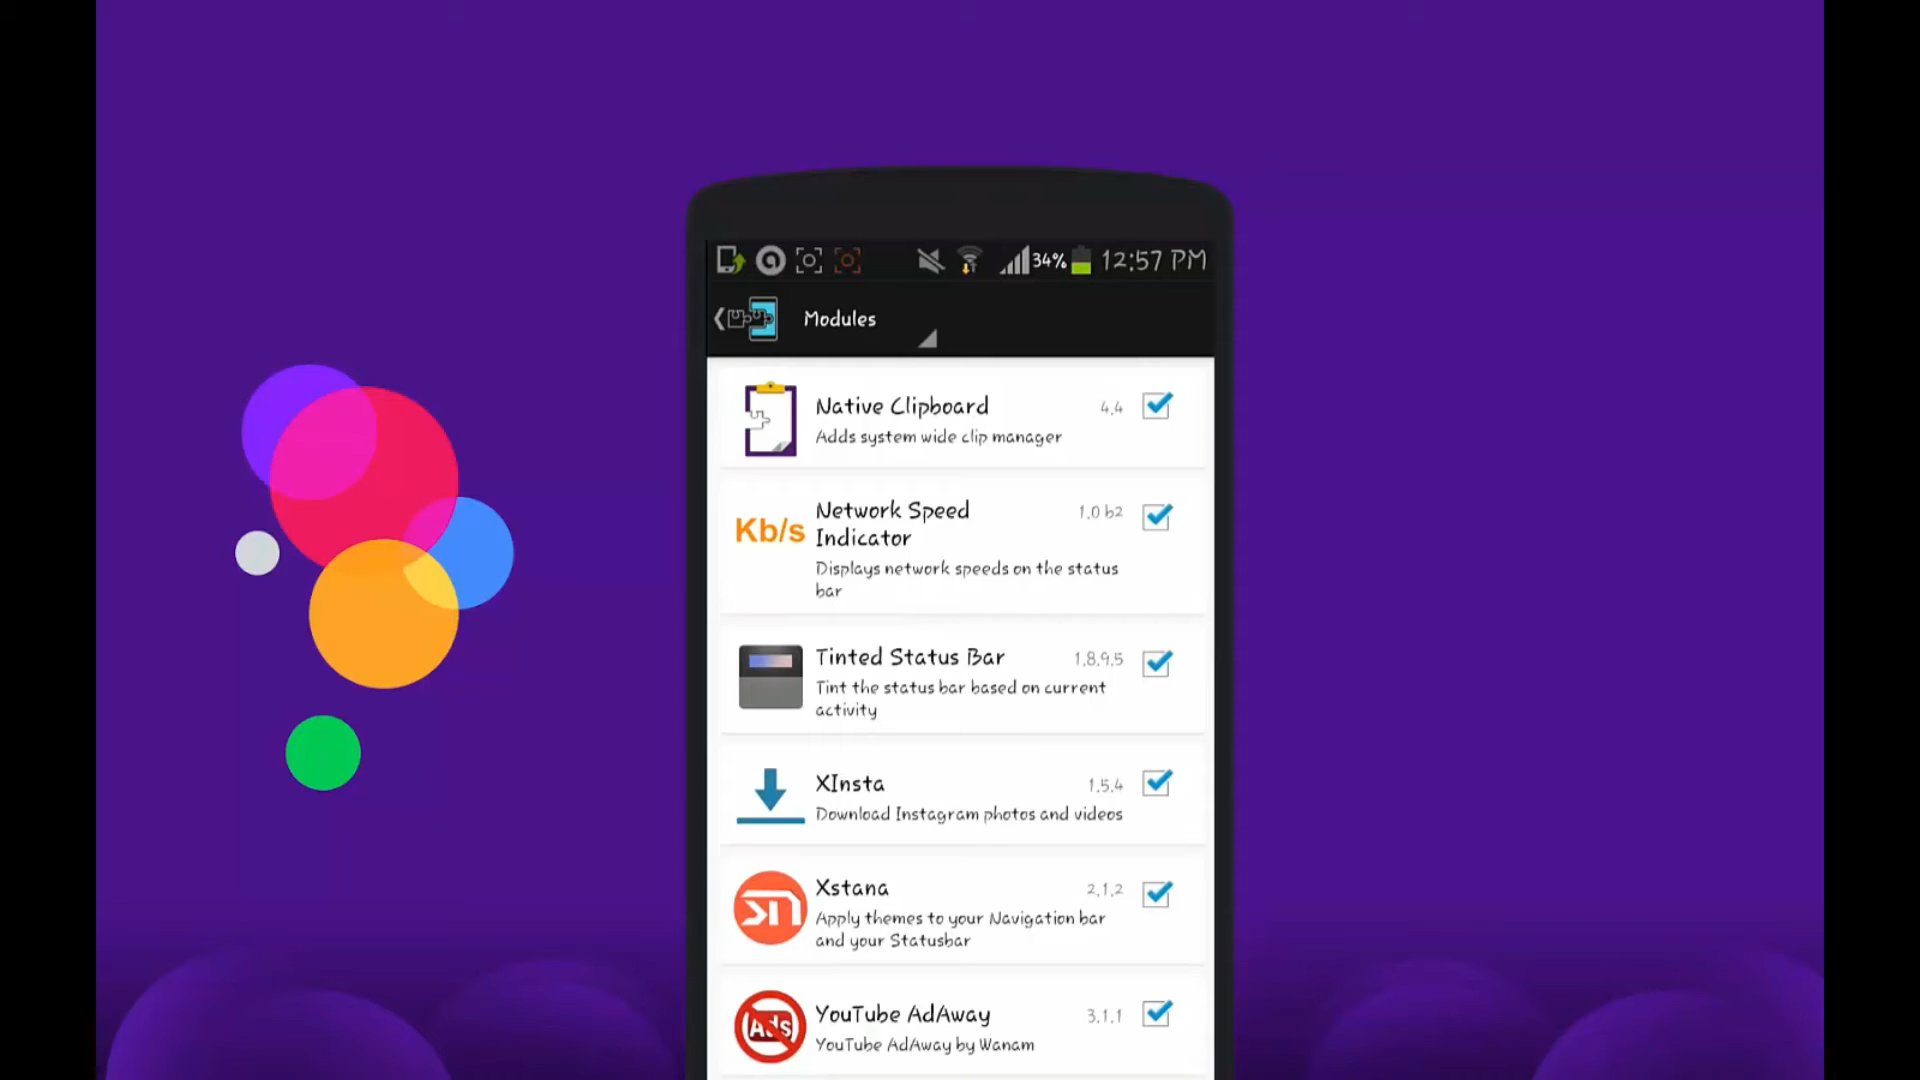 34% 12:57 PM
Modules
Native Clipboard 4.4
Adds system wide clip manager
Kb/s
Network Speed 1.0 b2
Indicator
Displays network speeds on the status
bar
Tinted Status Bar 1.8.9.5
Tint the status bar based on current
activity
XInsta 1.5.4
Download Instagram photos and videos
Xstana 2.1.2
Apply themes to your Navigation bar
and your Statusbar
Ads
YouTube AdAway 3.1.1
YouTube AdAway by Wanam